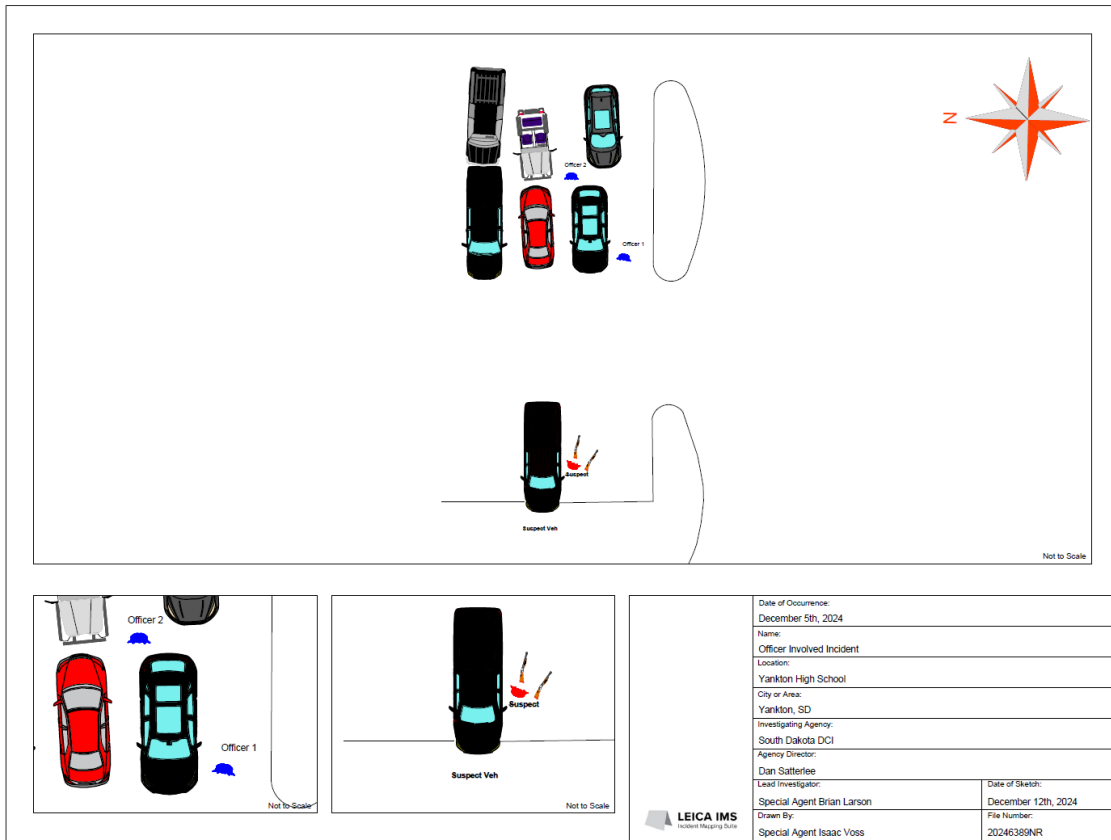 N
Officer 2
Officer 1
Suspect
Suspect Veh
Not to Scale
Officer 2
Officer 1
Not to Scale
Suspect
Suspect Veh
Not to Scale
LEICA IMS
Incident Mapping Suite
Date of Occurrence:
December 5th, 2024
Name:
Officer Involved Incident
Location:
Yankton High School
City or Area:
Yankton, SD
Investigating Agency:
South Dakota DCI
Agency Director:
Dan Satterlee
Lead Investigator:
Special Agent Brian Larson
Date of Sketch:
December 12th, 2024
Drawn By:
Special Agent Isaac Voss
File Number:
20246389NR